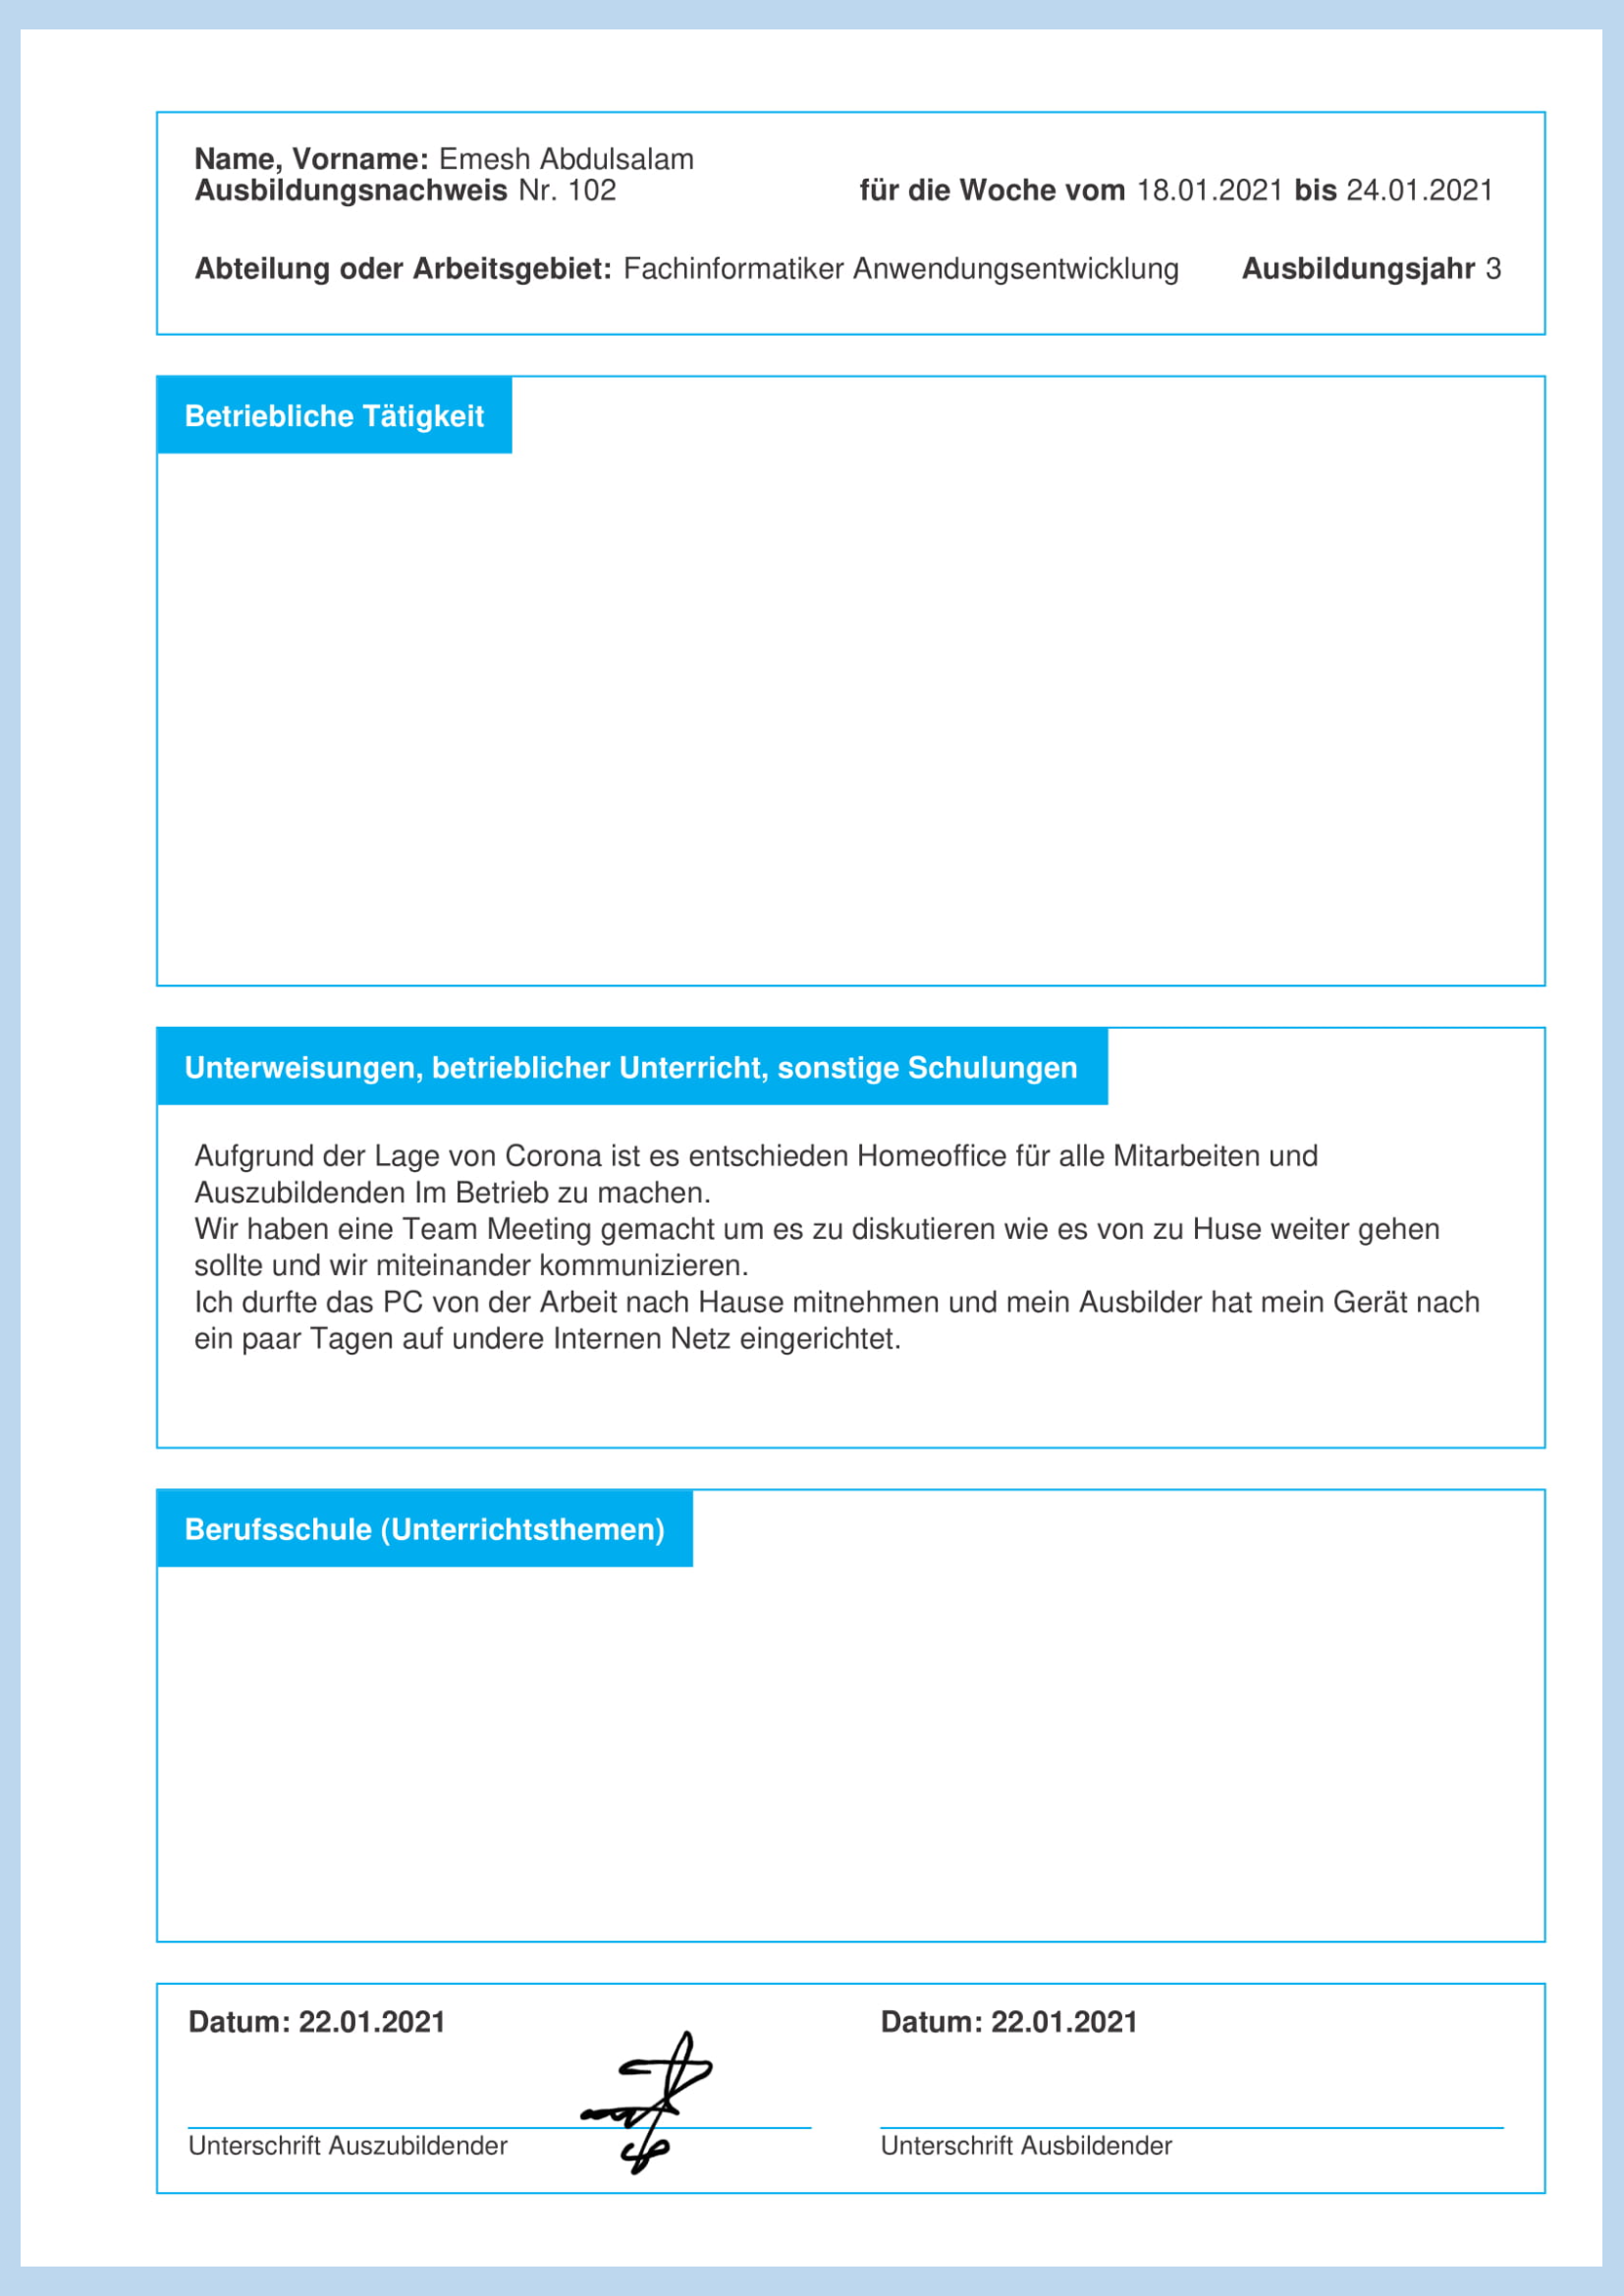 Name, Vorname: Emesh Abdulsalam
Ausbildungsnachweis Nr. 102 für die Woche vom 18.01.2021 bis 24.01.2021
Abteilung oder Arbeitsgebiet: Fachinformatiker Anwendungsentwicklung Ausbildungsjahr 3
Betriebliche Tätigkeit
Unterweisungen, betrieblicher Unterricht, sonstige Schulungen
Aufgrund der Lage von Corona ist es entschieden Homeoffice für alle Mitarbeiten und
Auszubildenden Im Betrieb zu machen.
Wir haben eine Team Meeting gemacht um es zu diskutieren wie es von zu Huse weiter gehen
sollte und wir miteinander kommunizieren.
Ich durfte das PC von der Arbeit nach Hause mitnehmen und mein Ausbilder hat mein Gerät nach
ein paar Tagen auf undere Internen Netz eingerichtet.
Berufsschule (Unterrichtsthemen)
Datum: 22.01.2021 Datum: 22.01.2021
Unterschrift Auszubildender Unterschrift Ausbildender